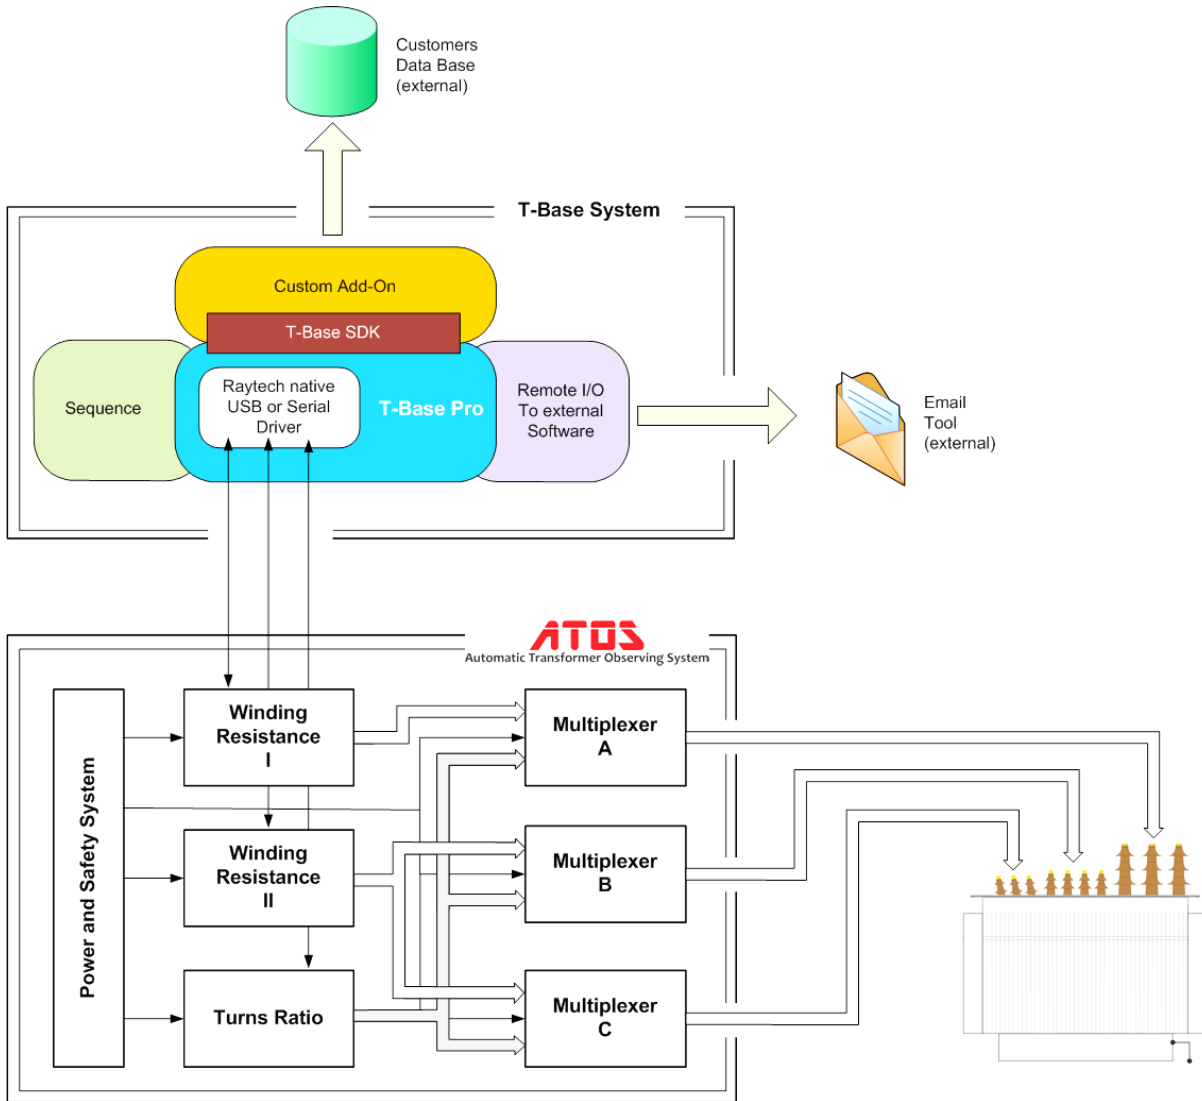 Customers
Data Base
(external)
T-Base System
Custom Add-On
T-Base SDK
Sequence
Raytech native
USB or Serial
Driver
T-Base Pro
Remote I/O
To external
Software
Email
Tool
(external)
ATOS
Automatic Transformer Observing System
Power and Safety System
Winding
Resistance
I
Multiplexer
A
Winding
Resistance
II
Multiplexer
B
Turns Ratio
Multiplexer
C